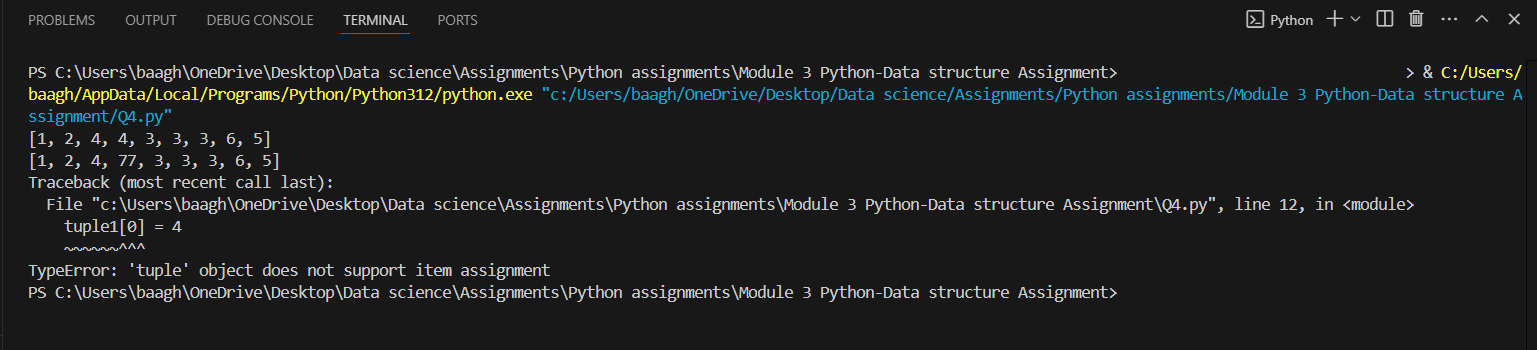 PROBLEMS OUTPUT DEBUG CONSOLE TERMINAL PORTS Python
PS C:\Users\baagh\OneDrive\Desktop\Data science\Assignments\Python assignments\Module 3 Python-Data structure Assignment> > & C:/Users/
baagh/AppData/Local/Programs/Python/Python312/python.exe "c:/Users/baagh/OneDrive/Desktop/Data science/Assignments/Python assignments/Module 3 Python-Data structure A
ssignment/Q4.py"
[1, 2, 4, 4, 3, 3, 3, 6, 5]
[1, 2, 4, 77, 3, 3, 3, 6, 5]
Traceback (most recent call last):
  File "c:\Users\baagh\OneDrive\Desktop\Data science\Assignments\Python assignments\Module 3 Python-Data structure Assignment\Q4.py", line 12, in <module>
    tuple1[0] = 4
    ~~~~~~^^^
TypeError: 'tuple' object does not support item assignment
PS C:\Users\baagh\OneDrive\Desktop\Data science\Assignments\Python assignments\Module 3 Python-Data structure Assignment>